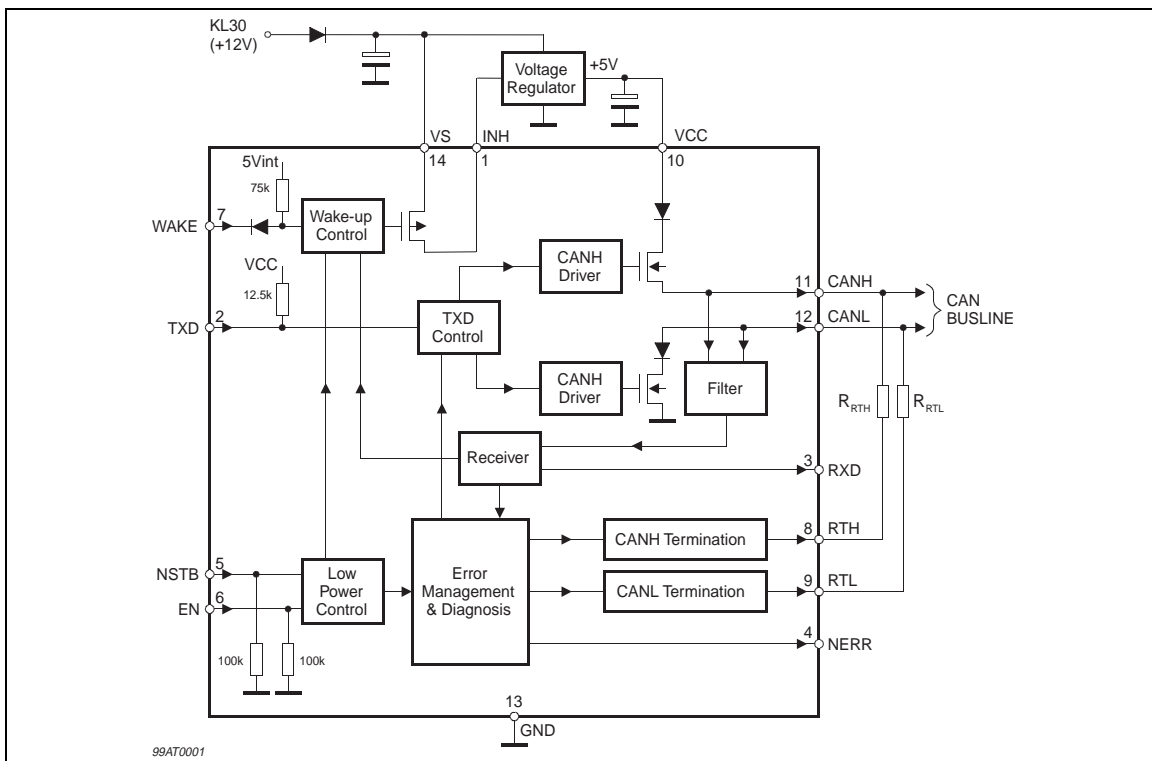 KL30
(+12V)
Voltage
Regulator
+5V
VS
INH
VCC
14
1
10
5Vint
75k
WAKE
7
Wake-up
Control
VCC
12.5k
TXD
2
TXD
Control
CANH
Driver
11
CANH
12
CANL
CAN
BUSLINE
CANH
Driver
Filter
RRTH
RRTL
Receiver
3
RXD
NSTB
5
EN
6
Low
Power
Control
100k
100k
Error
Management
& Diagnosis
CANH Termination
8
RTH
CANL Termination
9
RTL
4
NERR
13
GND
99AT0001